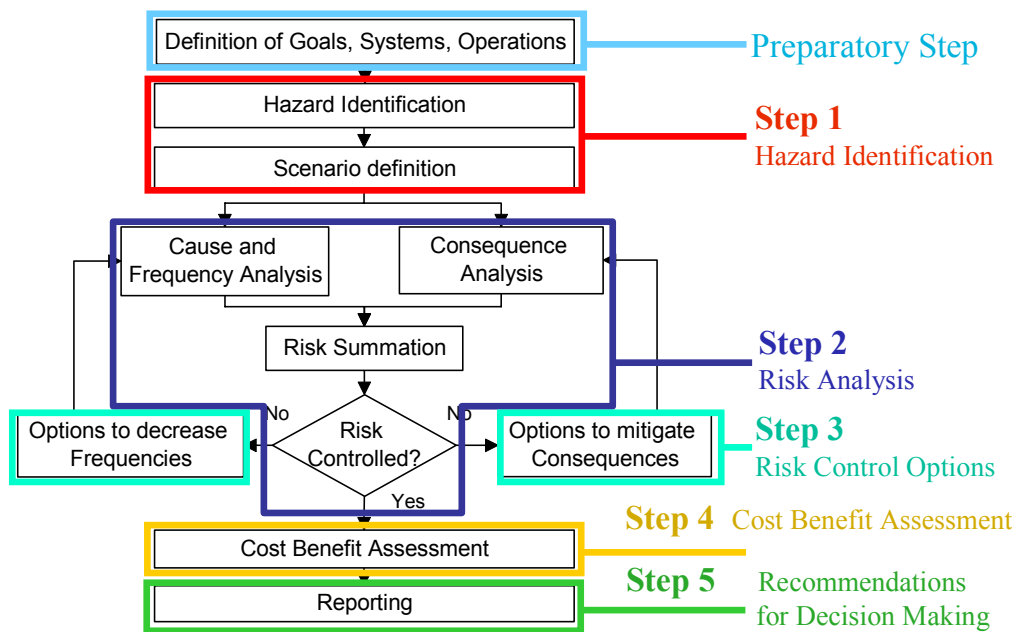 Definition of Goals, Systems, Operations
Preparatory Step
Hazard Identification
Scenario definition
Step 1
Hazard Identification
Cause and
Frequency Analysis
Consequence
Analysis
Risk Summation
Step 2
Risk Analysis
No
No
Options to decrease
Frequencies
Risk
Controlled?
Options to mitigate
Consequences
Step 3
Risk Control Options
Yes
Step 4 Cost Benefit Assessment
Cost Benefit Assessment
Step 5 Recommendations
for Decision Making
Reporting